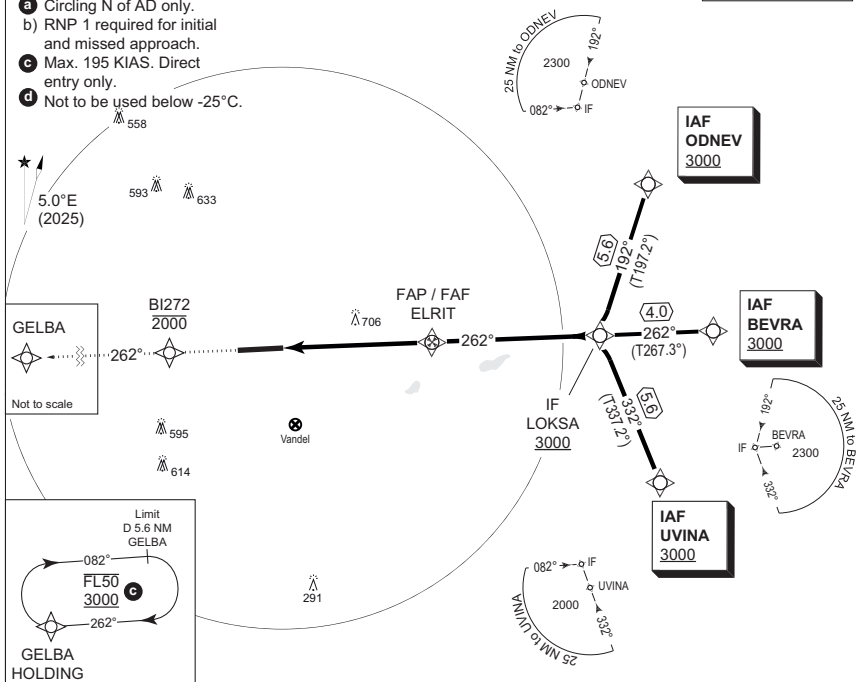 a Circling N of AD only.
b) RNP 1 required for initial
and missed approach.
c Max. 195 KIAS. Direct
entry only.
d Not to be used below -25°C.
558
593
633
5.0°E
(2025)
25 NM to ODNEV
192°
2300
ODNEV
082°
IF
IAF
ODNEV
3000
5.6
192°
(T197.2°)
IAF
BEVRA
3000
4.0
262°
(T267.3°)
FAP / FAF
ELRIT
706
262°
BI272
2000
GELBA
262°
Not to scale
IF
LOKSA
3000
5.6
332°
(T337.2°)
IAF
UVINA
3000
25 NM to BEVRA
192°
BEVRA
IF
2300
332°
595
614
Vandel
291
082°
IF
UVINA
2000
332°
25 NM to UVINA
Limit
D 5.6 NM
GELBA
082°
FL50
3000
c
262°
GELBA
HOLDING